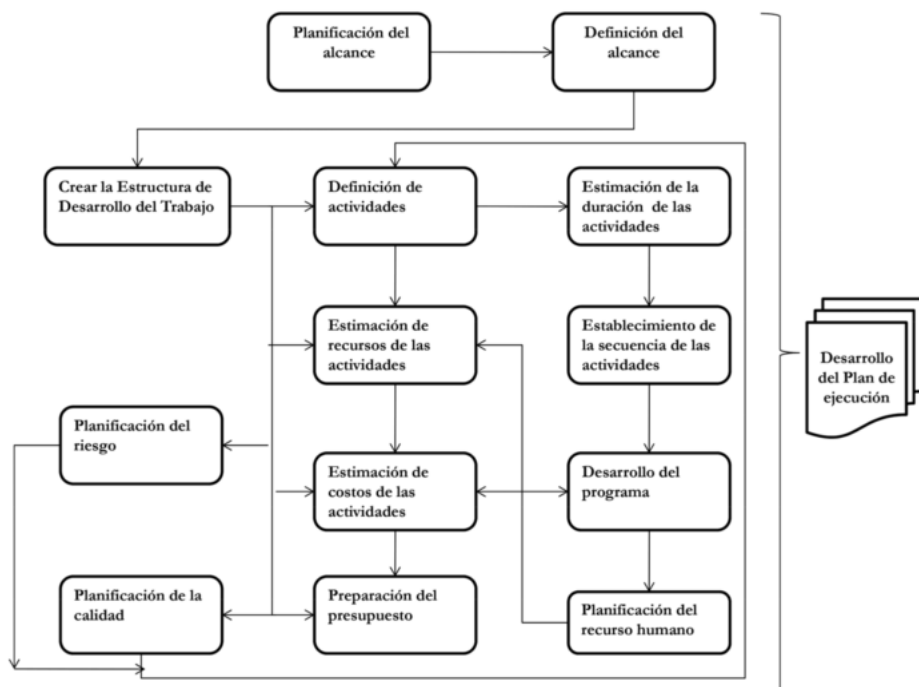 Planificación del
alcance
Definición del
alcance
Crear la Estructura de
Desarrollo del Trabajo
Definición de
actividades
Estimación de la
duración de las
actividades
Estimación de
recursos de las
actividades
Establecimiento de
la secuencia de las
actividades
Desarrollo
del Plan de
ejecución
Planificación del
riesgo
Estimación de
costos de las
actividades
Desarrollo del
programa
Planificación de la
calidad
Preparación del
presupuesto
Planificación del
recurso humano